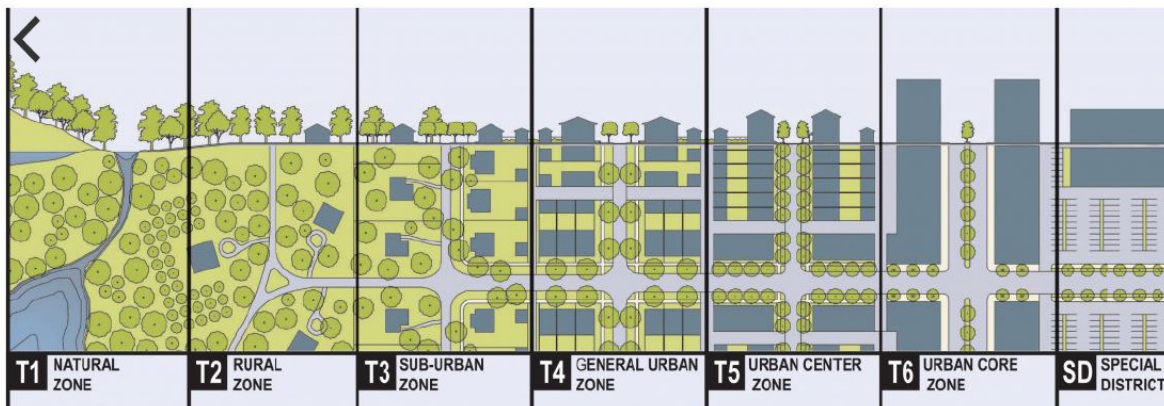 T1 NATURAL
ZONE
T2 RURAL
ZONE
T3 SUB-URBAN
ZONE
T4 GENERAL URBAN
ZONE
T5 URBAN CENTER
ZONE
T6 URBAN CORE
ZONE
SD SPECIAL
DISTRICT